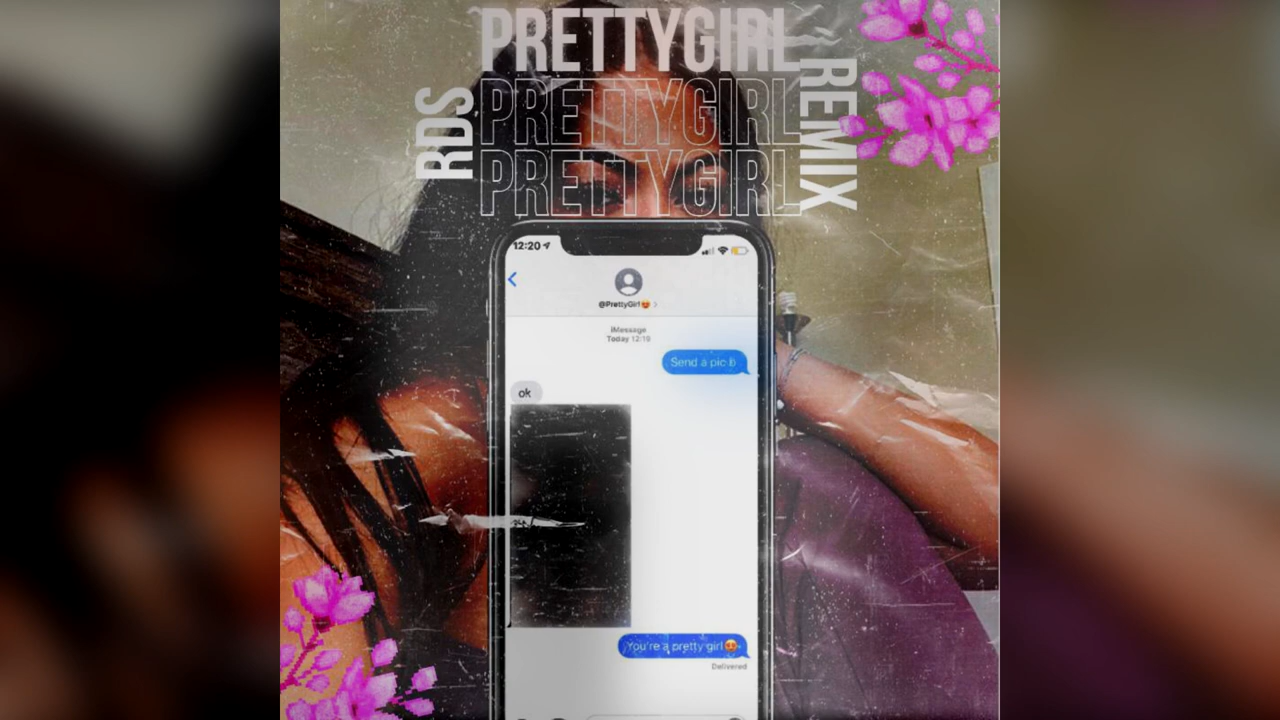 PRETTYGIRL
PRETTYGIRL
PRETTYGIRL
RDS
REMIX
12:20
@PrettyGirl😍 >
iMessage
Today 12:19
Send a pic b
ok
You're a pretty girl😍
Delivered